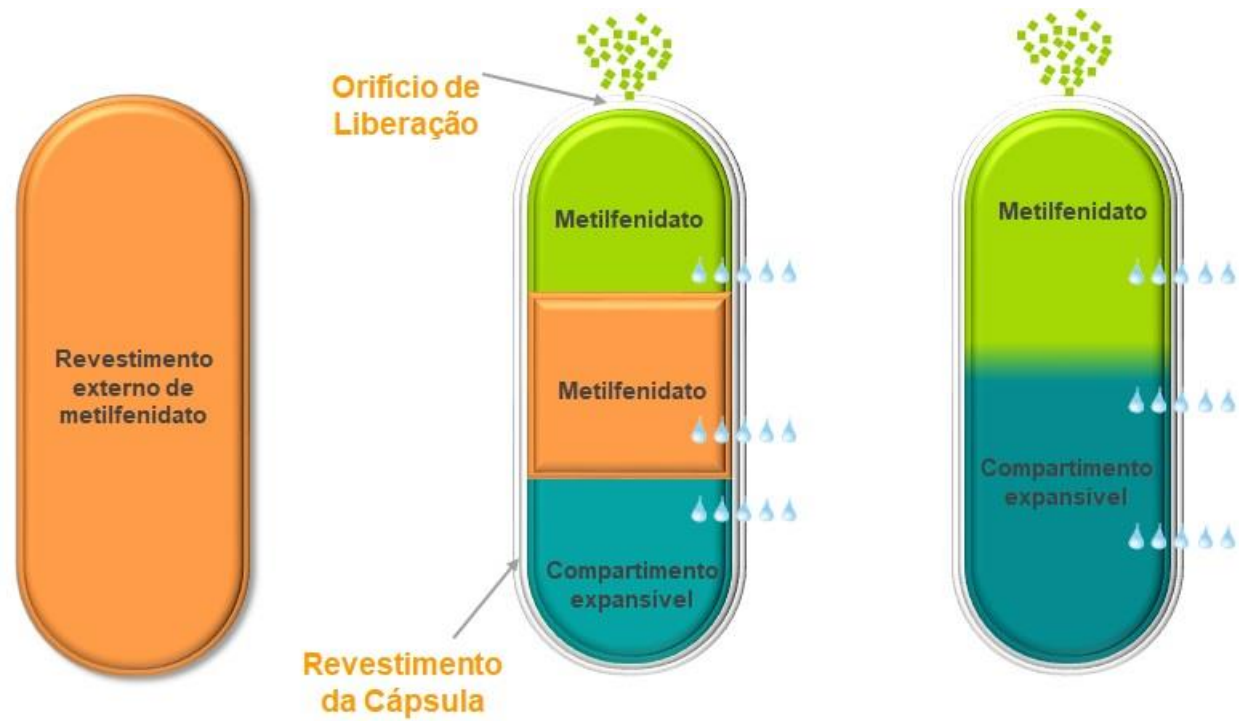 Revestimento
externo de
metilfenidato
Orifício de
Liberação
Metilfenidato
Metilfenidato
Compartimento
expansível
Revestimento
da Cápsula
Metilfenidato
Compartimento
expansível